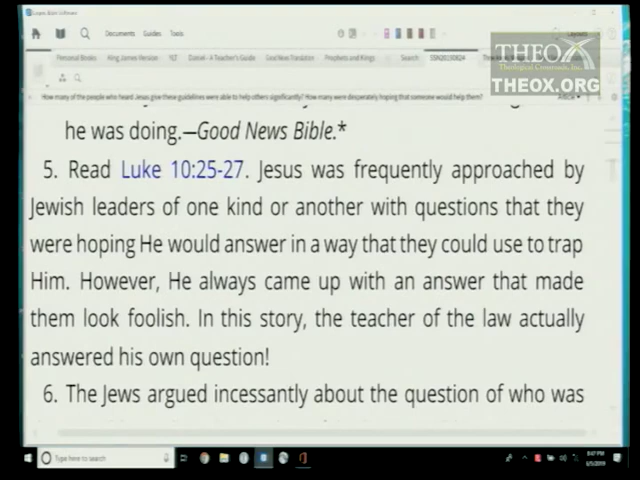 Logos Bible Software
Documents Guides Tools
Layouts
THEOX
THEOX.ORG
Personal Books King James Version YLT Daniel - A Teacher's Guide Good News Translation Prophets and Kings Search
How many of the people who heard Jesus give these guidelines were able to help others significantly? How many were desperately hoping that someone would help them?
Article
he was doing.—Good News Bible.*
5. Read Luke 10:25-27. Jesus was frequently approached by
Jewish leaders of one kind or another with questions that they
were hoping He would answer in a way that they could use to trap
Him. However, He always came up with an answer that made
them look foolish. In this story, the teacher of the law actually
answered his own question!
6. The Jews argued incessantly about the question of who was
Type here to search